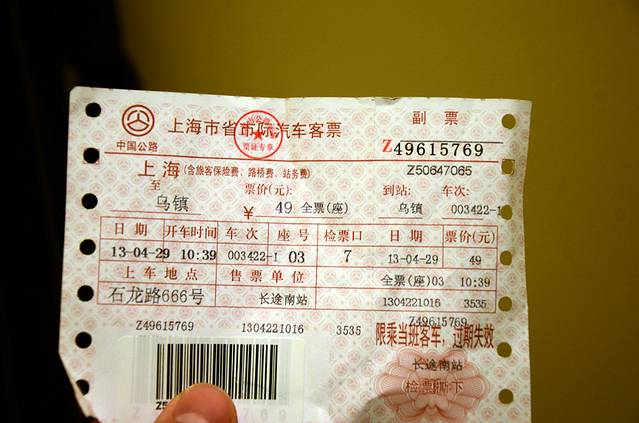 副票
上海市省市际汽车客票
中国公路
票证专章
Z49615769
Z50647065
上海(含旅客保险费、路桥费、站务费)
至 票价(元): 到站: 车次:
乌镇 ¥ 49 全票(座) 乌镇 003422-1
日期 开车时间 车次 座号 检票口 日期 票价(元)
13-04-29 10:39 003422-1 03 7 13-04-29 49
上车地点 售票单位 全票(座)03 10:39
石龙路666号 长途南站 1304221016 3535
Z49615769 1304221016 3535 Z49615769
限乘当班客车，过期失效
长途南站
检票撕下